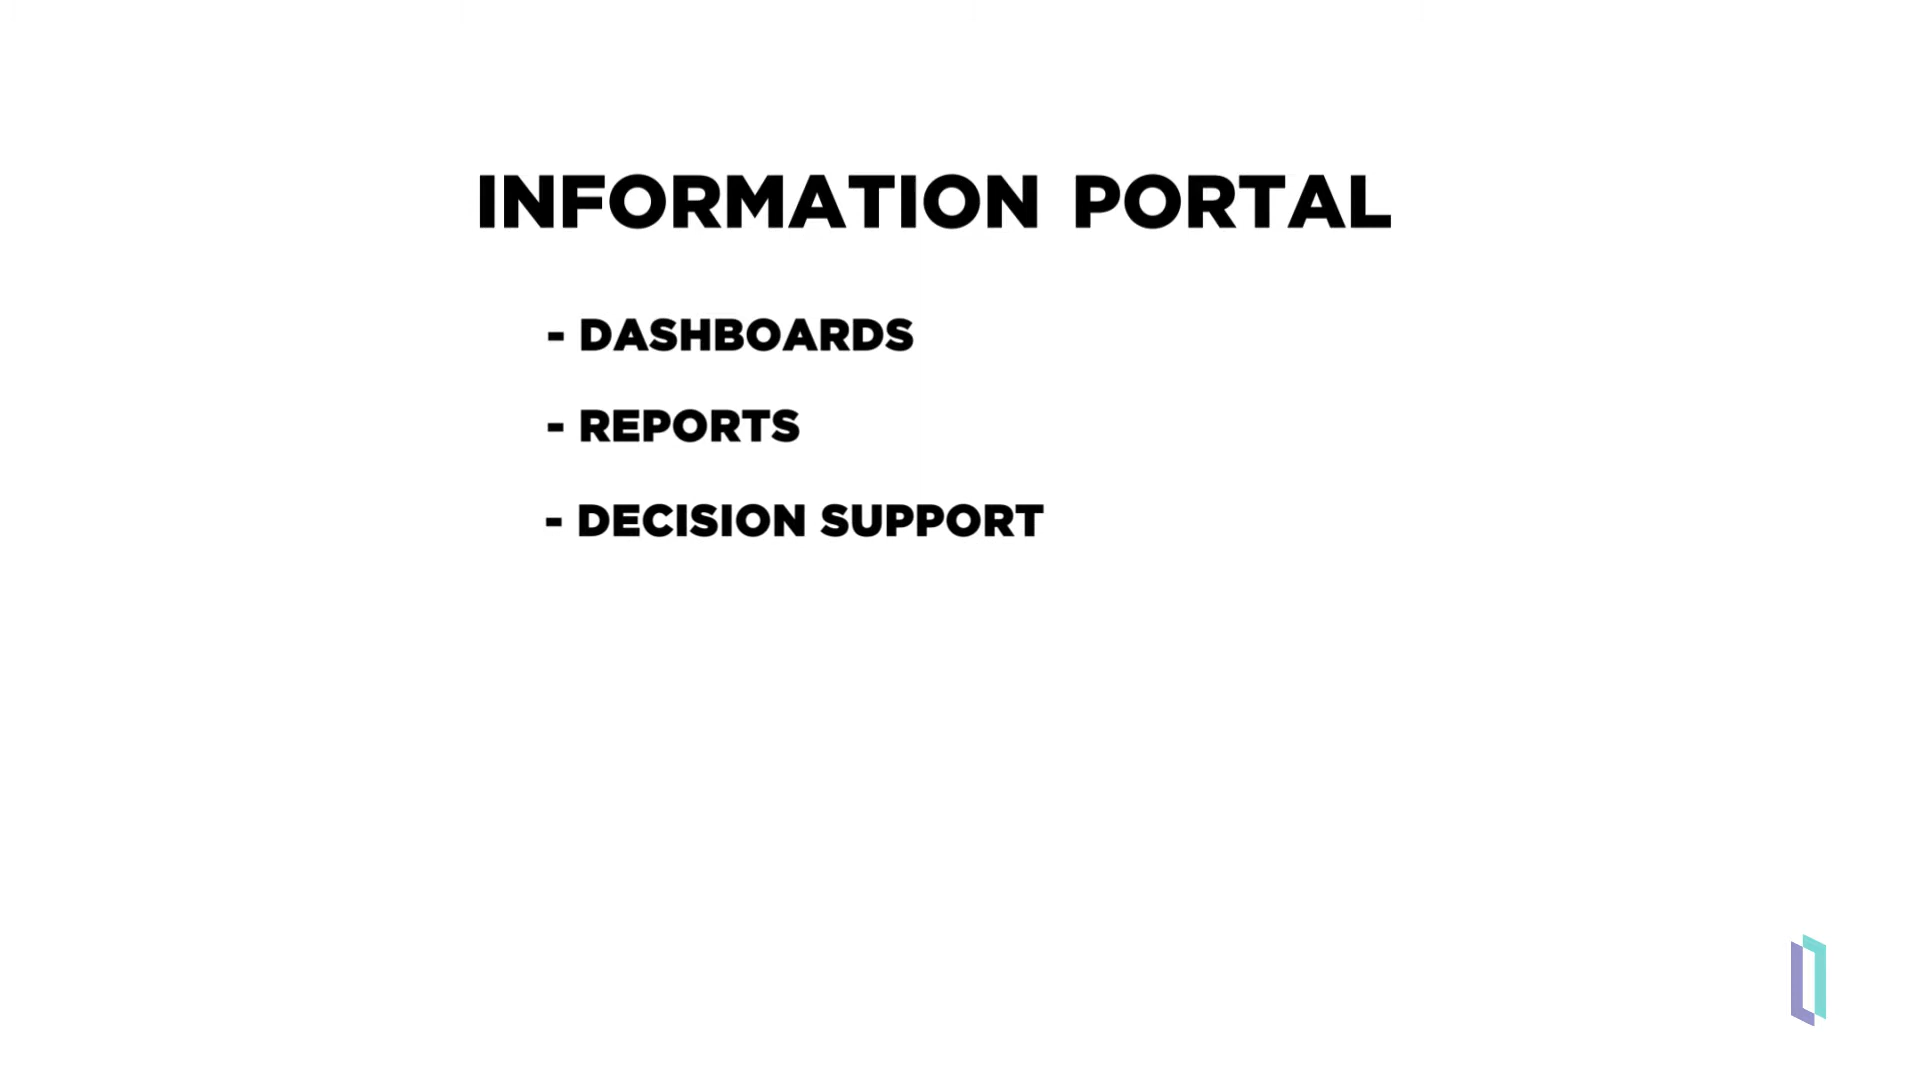 INFORMATION PORTAL
- DASHBOARDS
- REPORTS
- DECISION SUPPORT